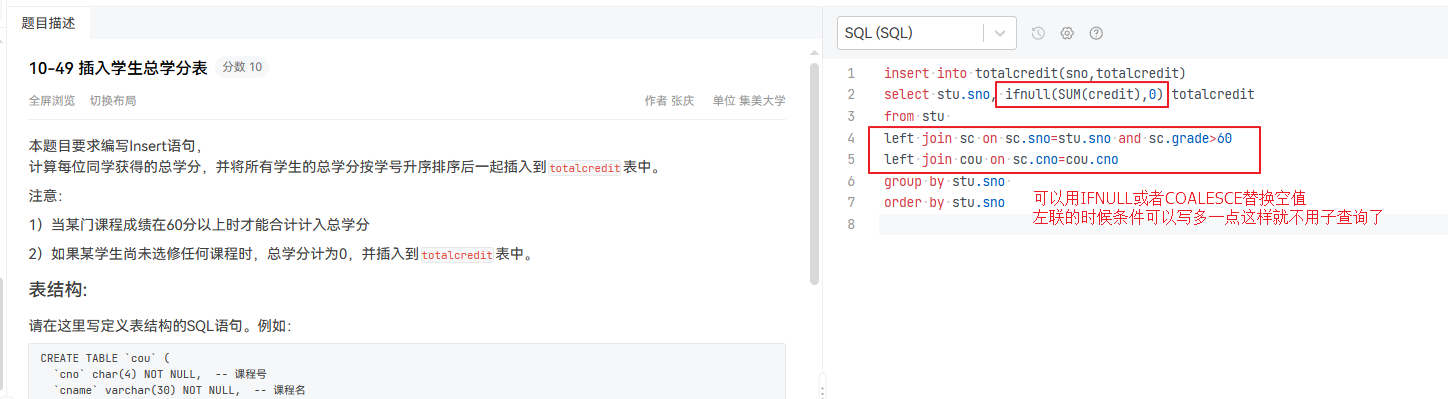 题目描述
10-49 插入学生总学分表 分数 10
全屏浏览 切换布局 作者 张庆 单位 集美大学
本题目要求编写Insert语句，
计算每位同学获得的总学分，并将所有学生的总学分按学号升序排序后一起插入到totalcredit表中。
注意：
1）当某门课程成绩在60分以上时才能合计计入总学分
2）如果某学生尚未选修任何课程时，总学分计为0，并插入到totalcredit表中。
表结构:
请在这里写定义表结构的SQL语句。例如：
CREATE TABLE `cou` (
`cno` char(4) NOT NULL, -- 课程号
`cname` varchar(30) NOT NULL, -- 课程名
SQL (SQL)
1 insert into totalcredit(sno,totalcredit)
2 select stu.sno, ifnull(SUM(credit),0) totalcredit
3 from stu
4 left join sc on sc.sno=stu.sno and sc.grade>60
5 left join cou on sc.cno=cou.cno
6 group by stu.sno
7 order by stu.sno
8
可以用IFNULL或者COALESCE替换空值
左联的时候条件可以写多一点这样就不用子查询了